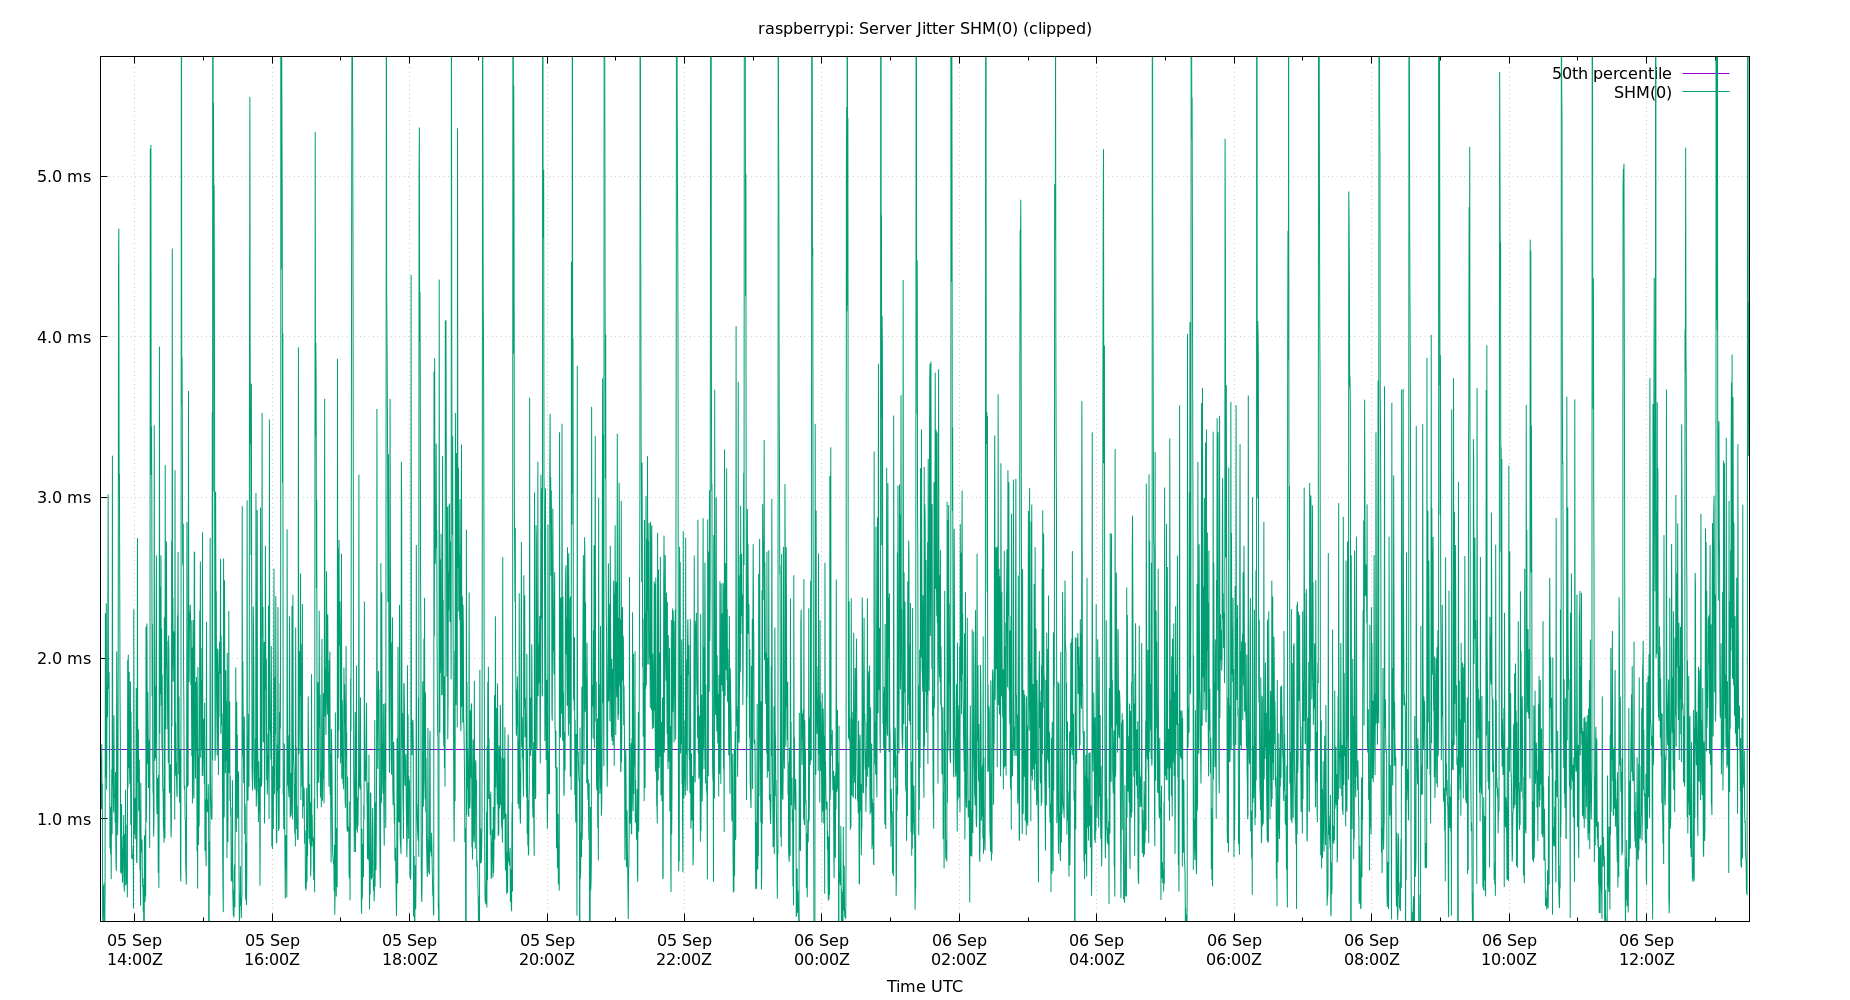 raspberrypi: Server Jitter SHM(0) (clipped)
50th percentile
SHM(0)
5.0 ms
4.0 ms
3.0 ms
2.0 ms
1.0 ms
05 Sep 05 Sep 05 Sep 05 Sep 05 Sep 06 Sep 06 Sep 06 Sep 06 Sep 06 Sep 06 Sep 06 Sep
14:00Z 16:00Z 18:00Z 20:00Z 22:00Z 00:00Z 02:00Z 04:00Z 06:00Z 08:00Z 10:00Z 12:00Z
Time UTC